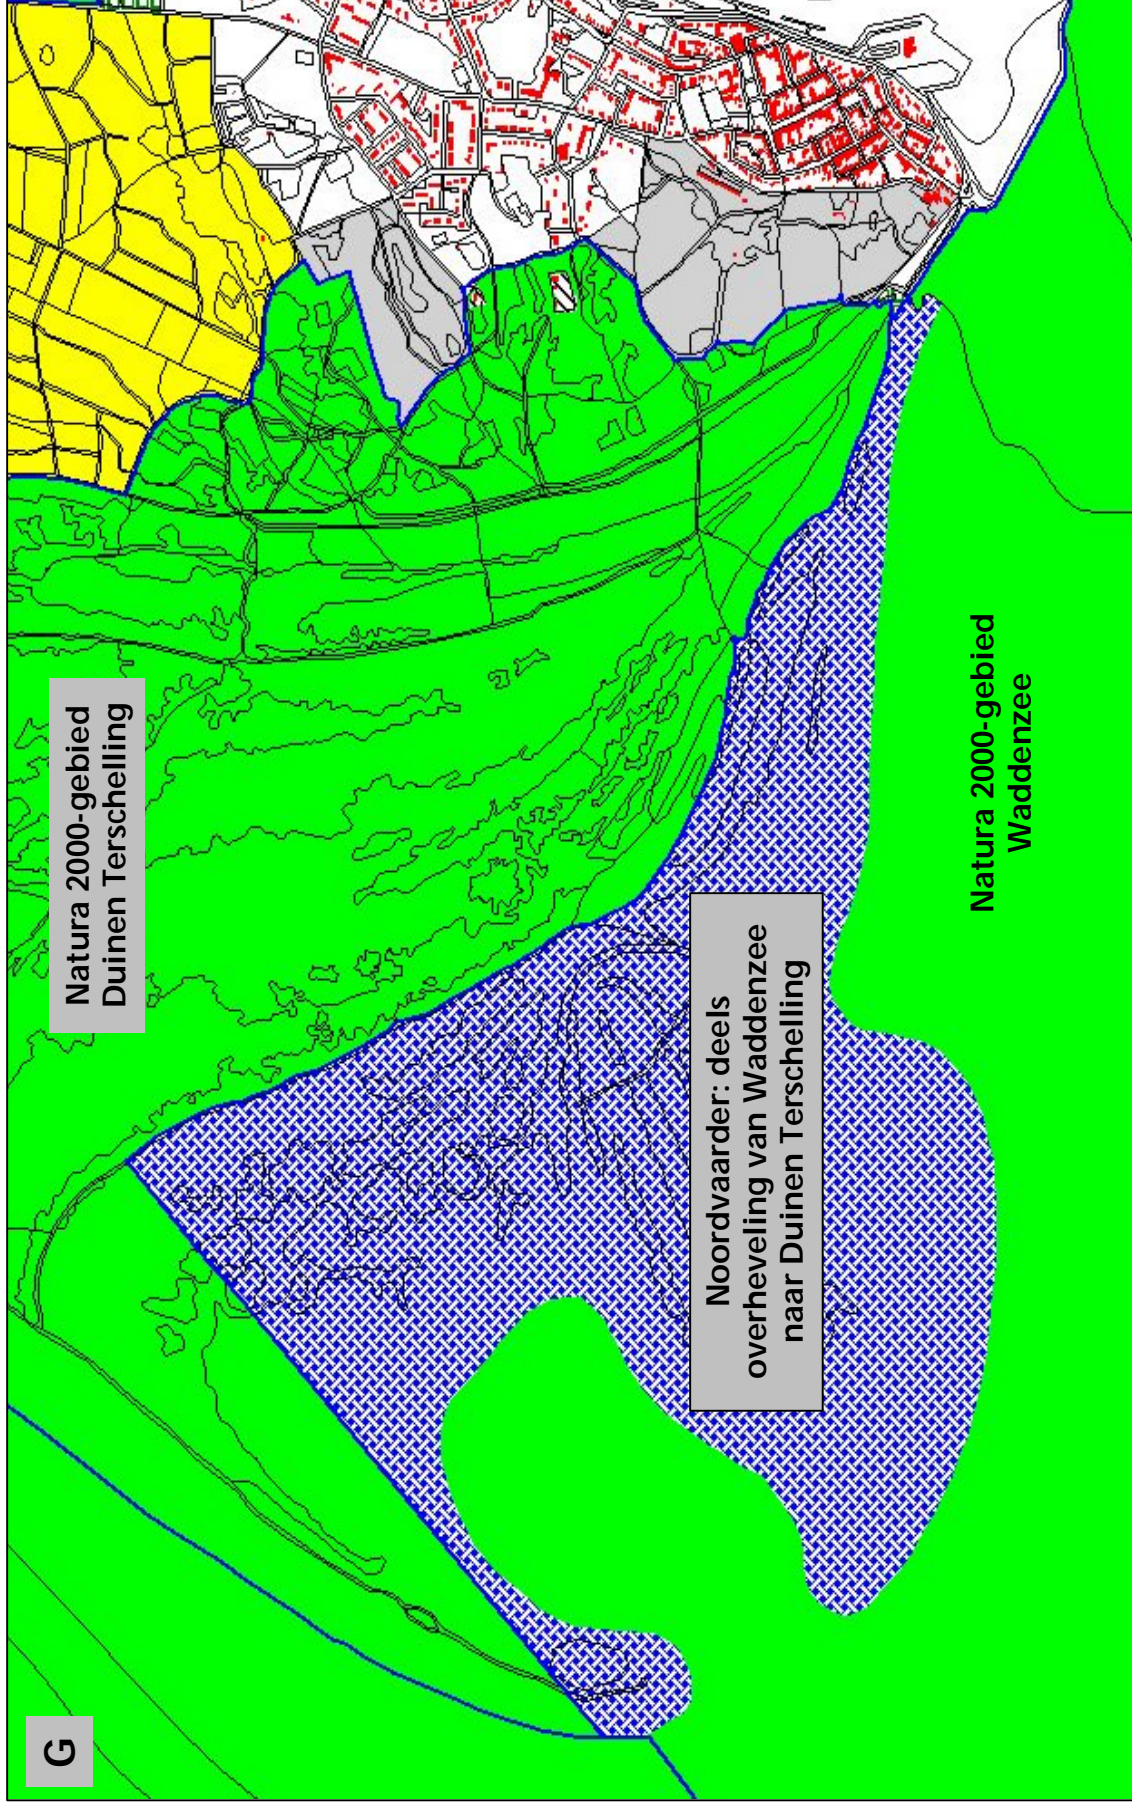 G
Natura 2000-gebied
Duinen Terschelling
Noordvaarder: deels
overheveling van Waddenzee
naar Duinen Terschelling
Natura 2000-gebied
Waddenzee